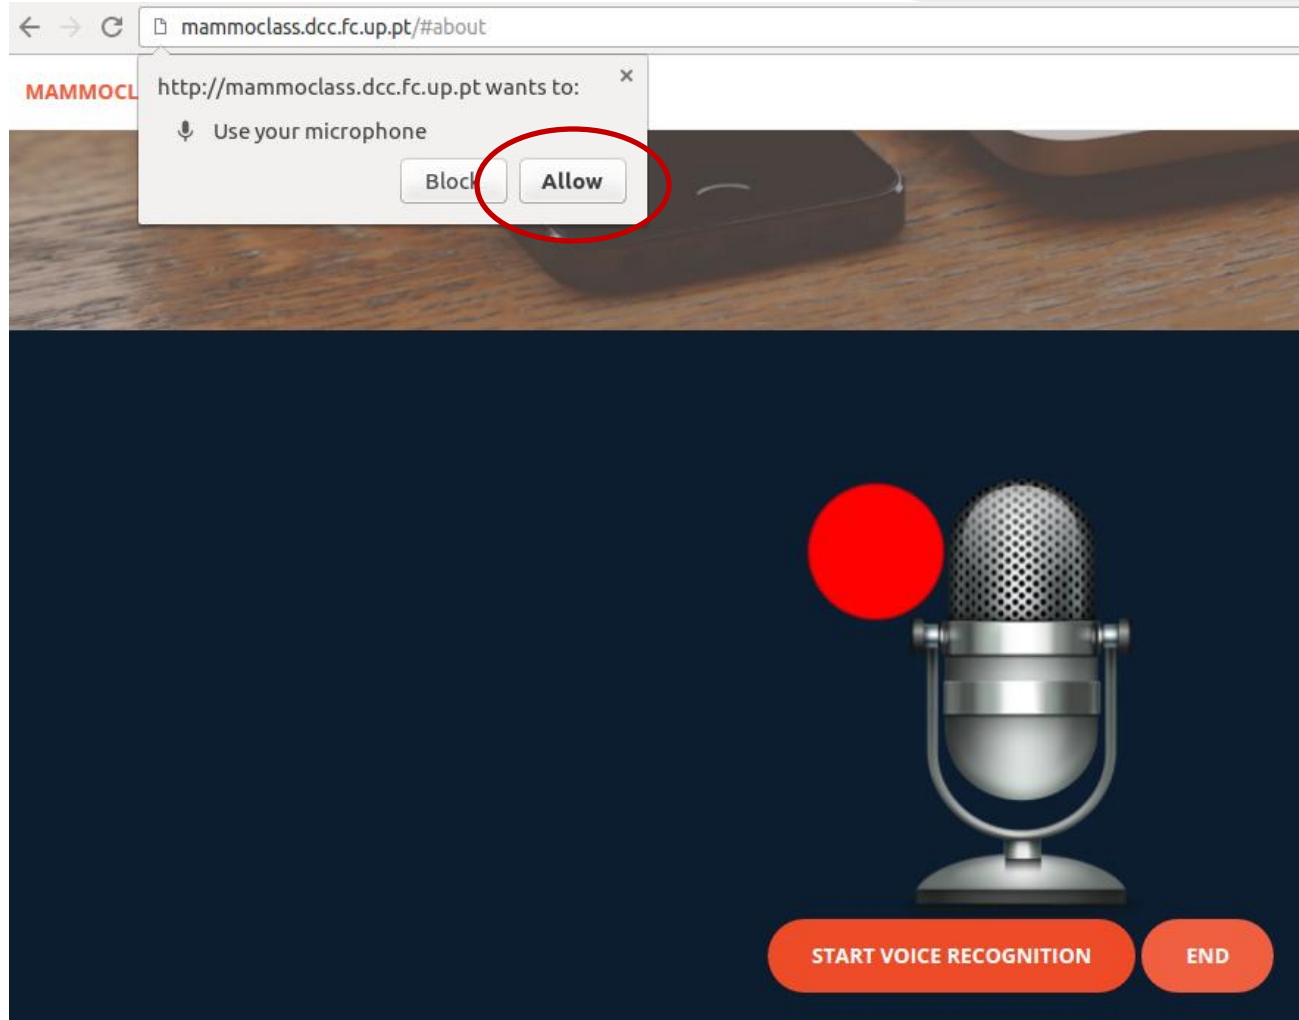 mammoclass.dcc.fc.up.pt/#about
http://mammoclass.dcc.fc.up.pt wants to:
MAMMOCL
Use your microphone
Block Allow
START VOICE RECOGNITION END